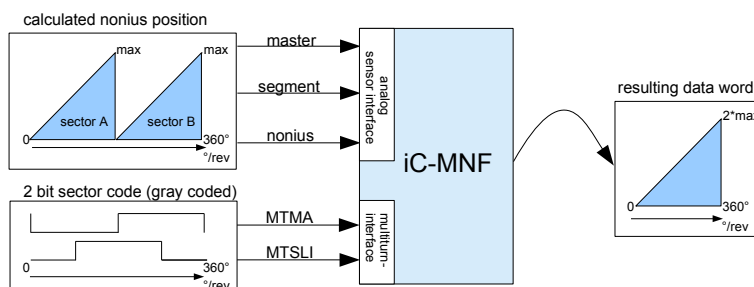 calculated nonius position
max
max
sector A
sector B
0
360°
°/rev
master
segment
nonius
analog
sensor interface
iC-MNF
resulting data word
2*max
0
360°
°/rev
2 bit sector code (gray coded)
0
360°
°/rev
MTMA
MTSLI
multiturn-
interface